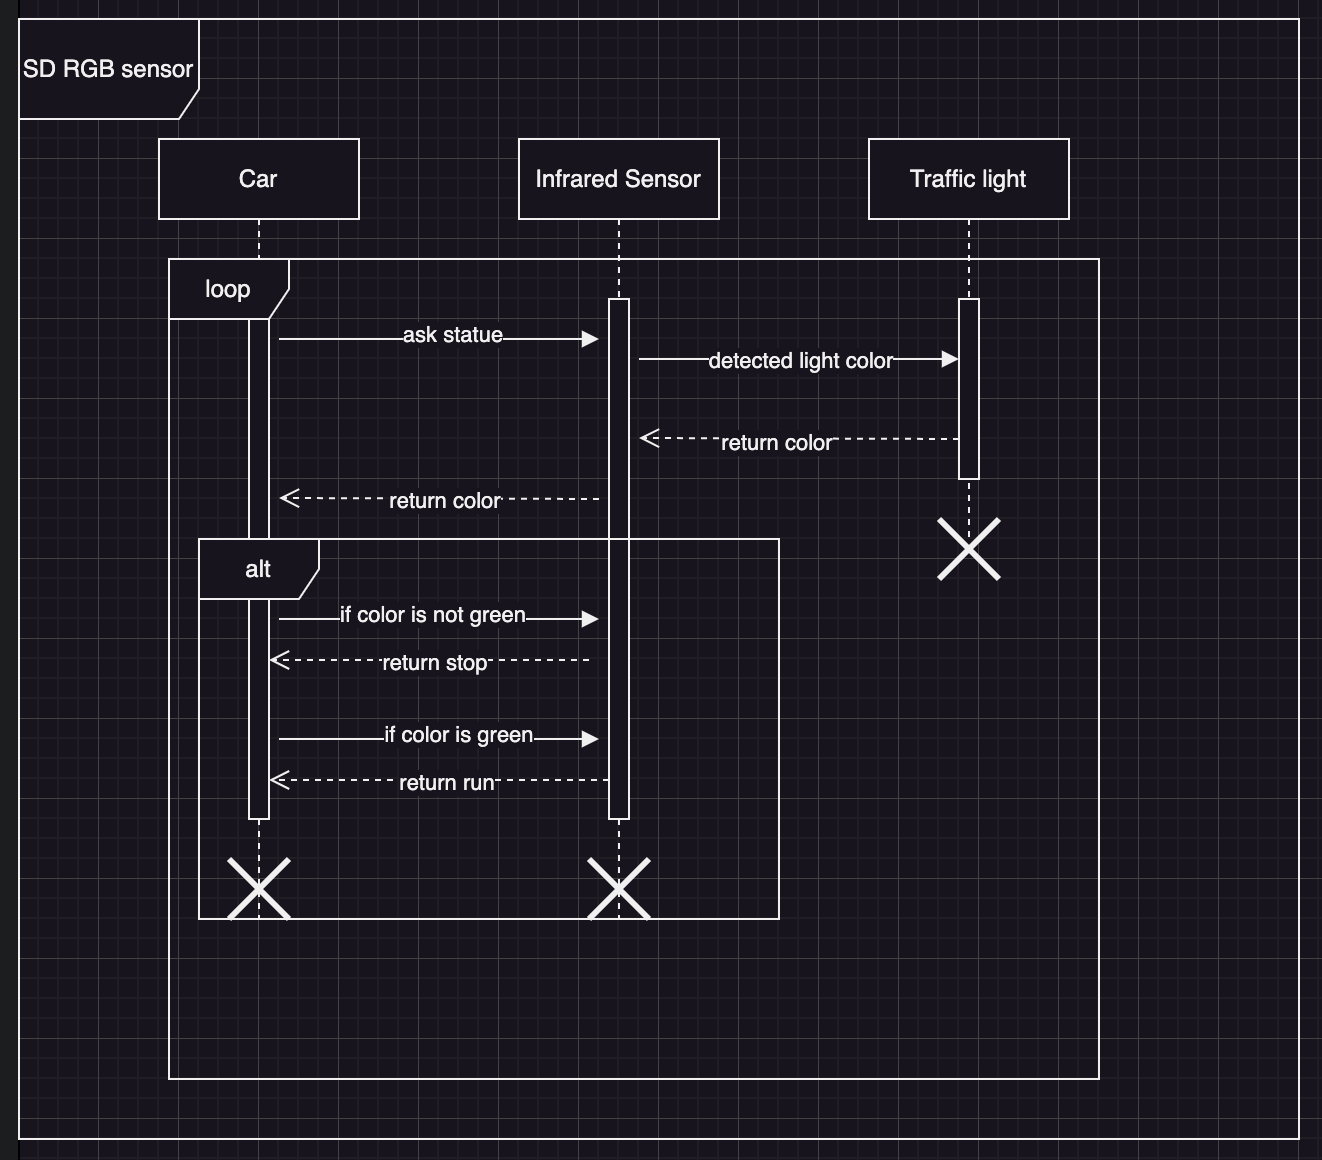 SD RGB sensor
Car
Infrared Sensor
Traffic light
loop
ask statue
detected light color
return color
return color
alt
if color is not green
return stop
if color is green
return run